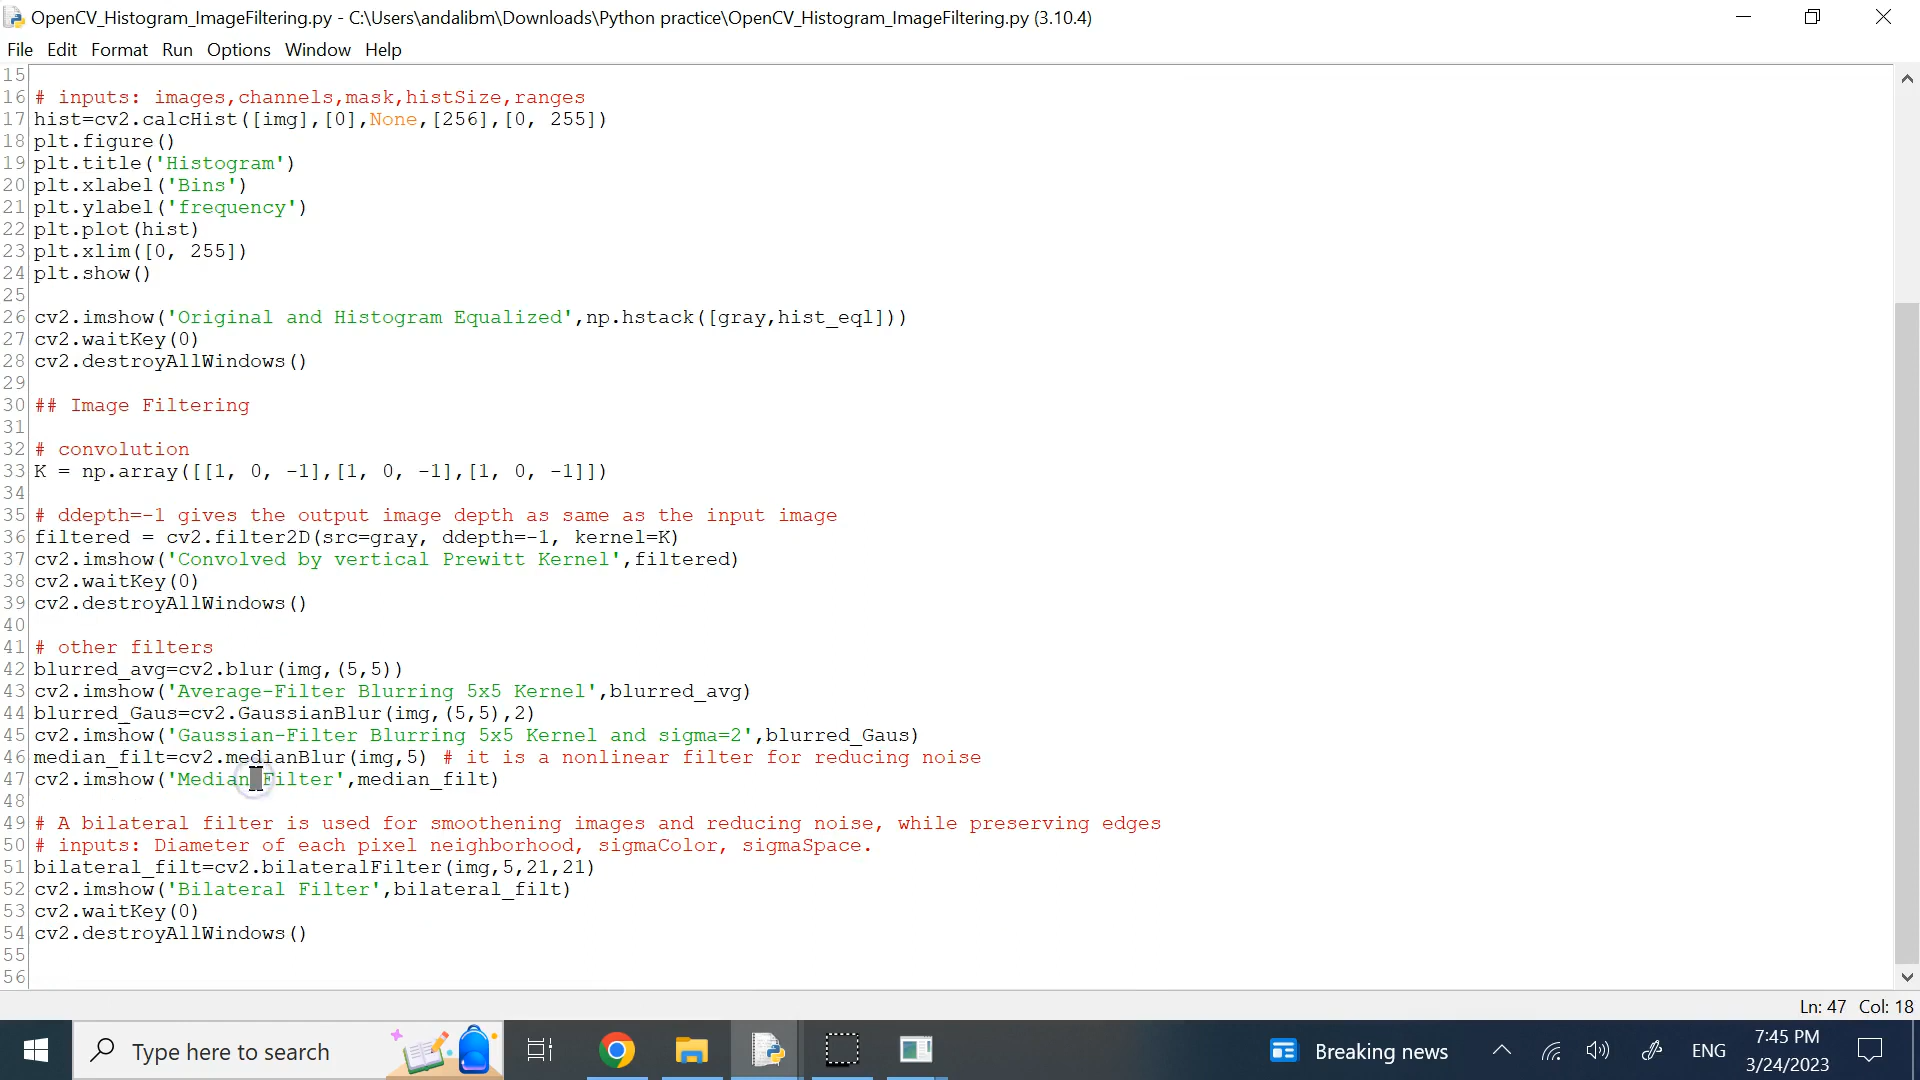 OpenCV_Histogram_ImageFiltering.py - C:\Users\andalibm\Downloads\Python practice\OpenCV_Histogram_ImageFiltering.py (3.10.4)
File Edit Format Run Options Window Help
15
16 # inputs: images,channels,mask,histSize,ranges
17 hist=cv2.calcHist([img],[0],None,[256],[0, 255])
18 plt.figure()
19 plt.title('Histogram')
20 plt.xlabel('Bins')
21 plt.ylabel('frequency')
22 plt.plot(hist)
23 plt.xlim([0, 255])
24 plt.show()
25
26 cv2.imshow('Original and Histogram Equalized',np.hstack([gray,hist_eql]))
27 cv2.waitKey(0)
28 cv2.destroyAllWindows()
29
30 ## Image Filtering
31
32 # convolution
33 K = np.array([[1, 0, -1],[1, 0, -1],[1, 0, -1]])
34
35 # ddepth=-1 gives the output image depth as same as the input image
36 filtered = cv2.filter2D(src=gray, ddepth=-1, kernel=K)
37 cv2.imshow('Convolved by vertical Prewitt Kernel',filtered)
38 cv2.waitKey(0)
39 cv2.destroyAllWindows()
40
41 # other filters
42 blurred_avg=cv2.blur(img,(5,5))
43 cv2.imshow('Average-Filter Blurring 5x5 Kernel',blurred_avg)
44 blurred_Gaus=cv2.GaussianBlur(img,(5,5),2)
45 cv2.imshow('Gaussian-Filter Blurring 5x5 Kernel and sigma=2',blurred_Gaus)
46 median_filt=cv2.medianBlur(img,5) # it is a nonlinear filter for reducing noise
47 cv2.imshow('Median Filter',median_filt)
48
49 # A bilateral filter is used for smoothening images and reducing noise, while preserving edges
50 # inputs: Diameter of each pixel neighborhood, sigmaColor, sigmaSpace.
51 bilateral_filt=cv2.bilateralFilter(img,5,21,21)
52 cv2.imshow('Bilateral Filter',bilateral_filt)
53 cv2.waitKey(0)
54 cv2.destroyAllWindows()
55
56
Ln: 47 Col: 18
Type here to search
Breaking news
ENG
7:45 PM
3/24/2023